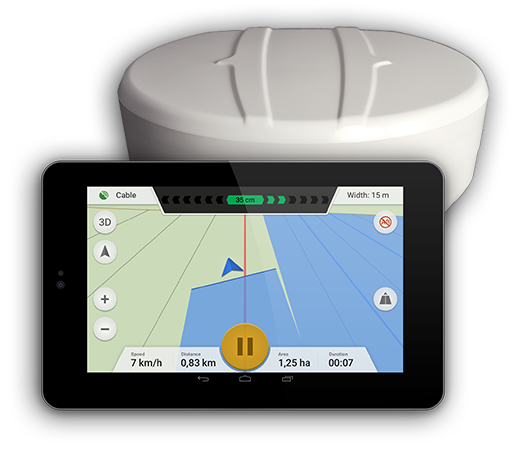 Cable
35 cm
Width: 15 m
3D
Speed
7 km/h
Distance
0,83 km
Area
1,25 ha
Duration
00:07